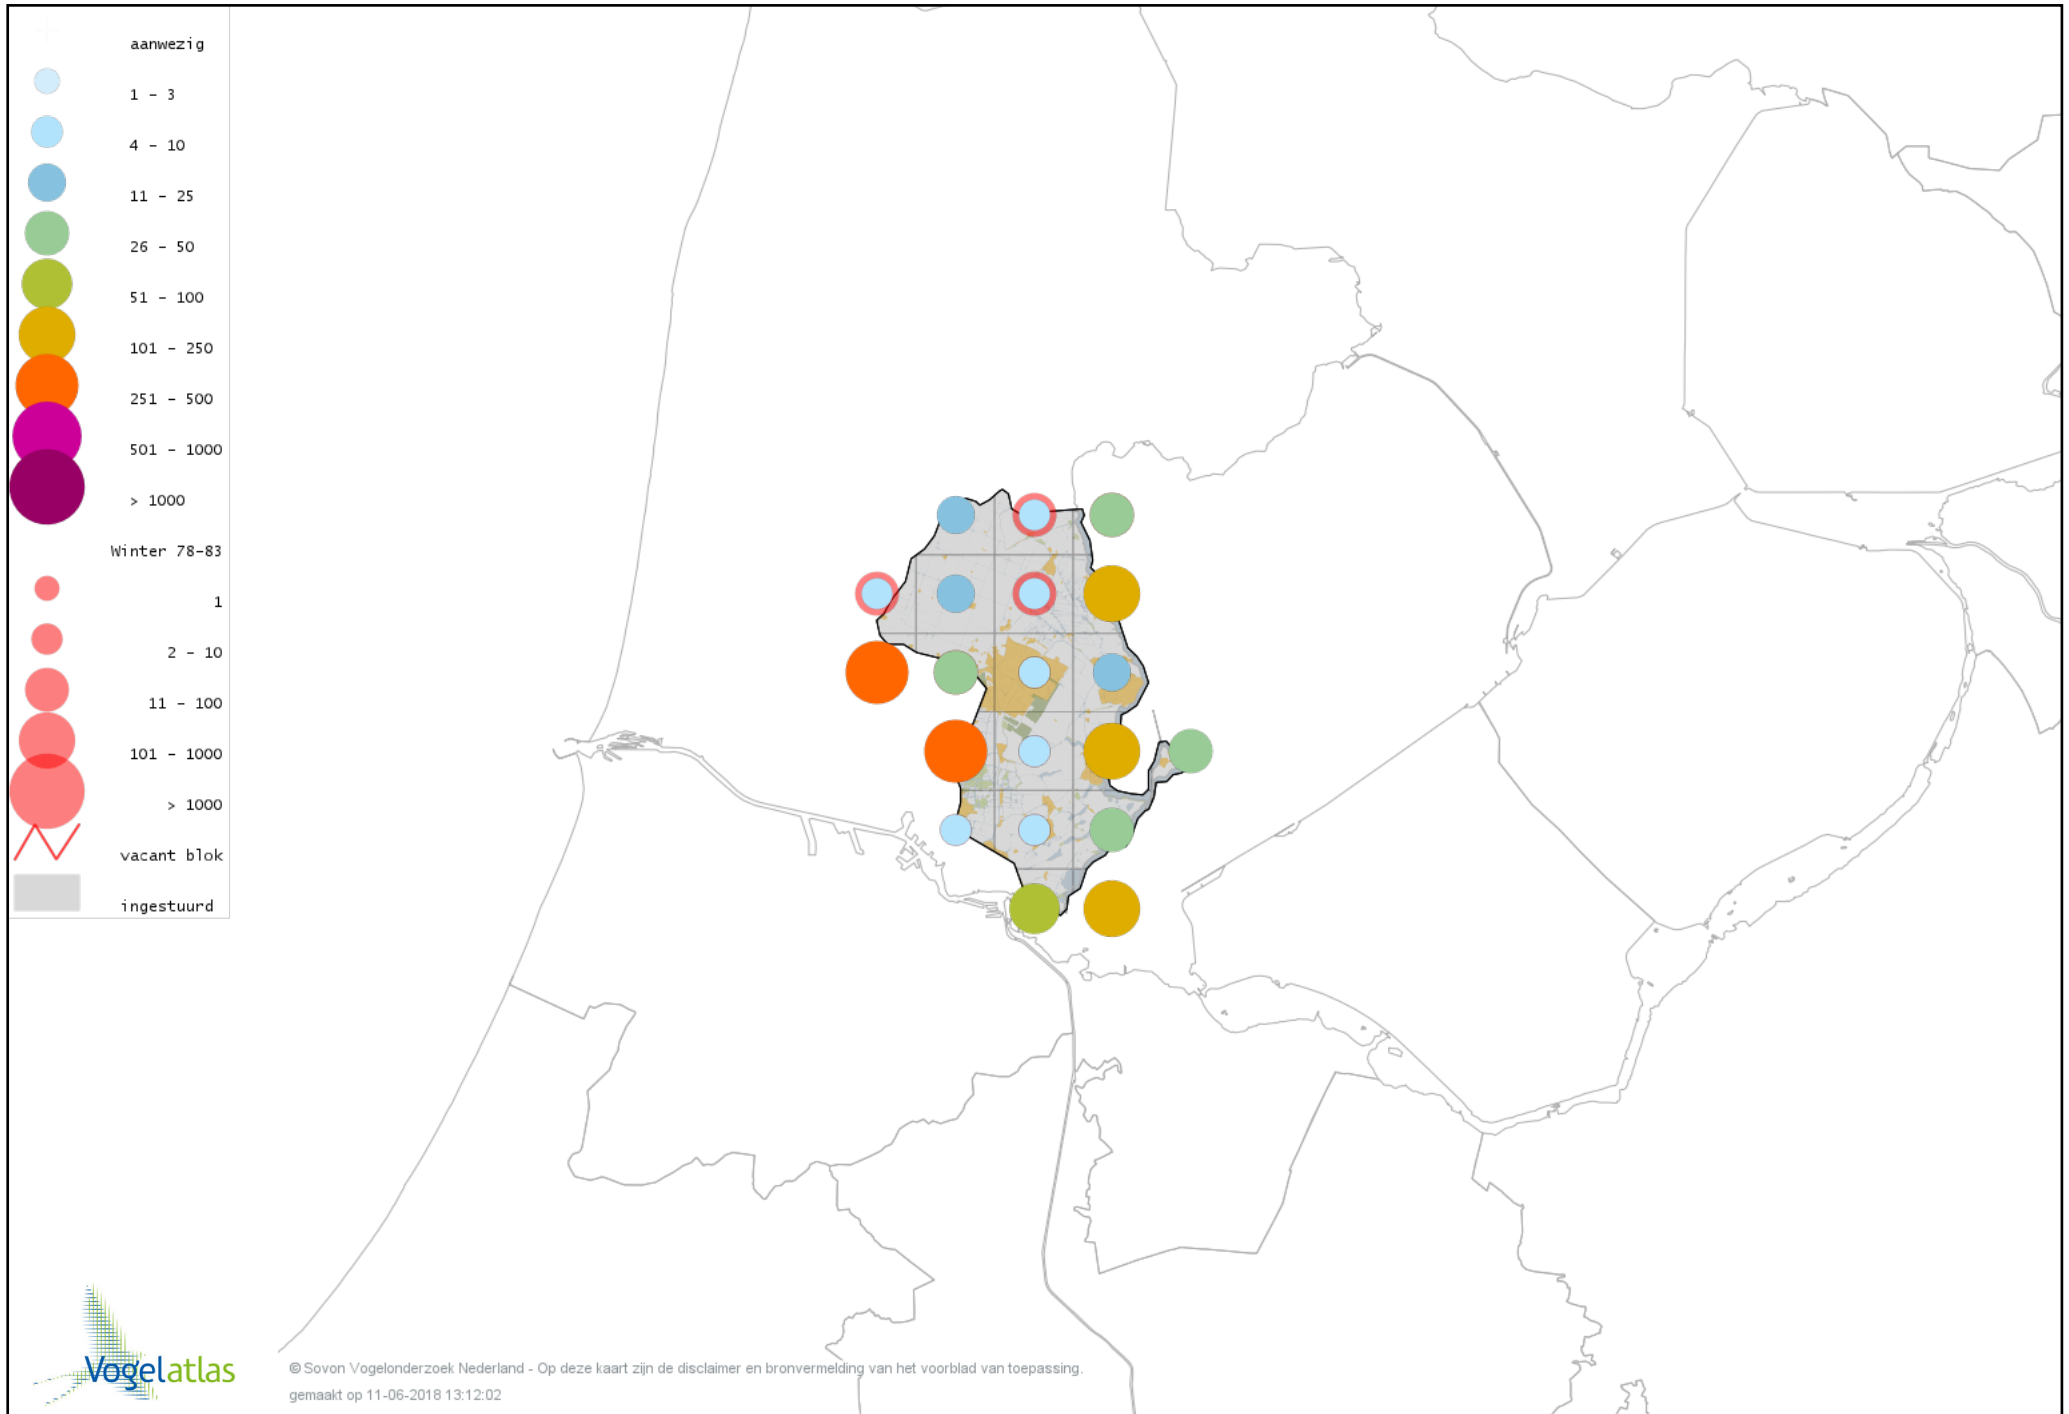 aanwezig
1 - 3
4 - 10
11 - 25
26 - 50
51 - 100
101 - 250
251 - 500
501 - 1000
> 1000
Winter 78-83
1
2 - 10
11 - 100
101 - 1000
> 1000
vacant blok
ingestuurd
Vogelatlas
© Sovon Vogelonderzoek Nederland - Op deze kaart zijn de disclaimer en bronvermelding van het voorblad van toepassing.
gemaakt op 11-06-2018 13:12:02